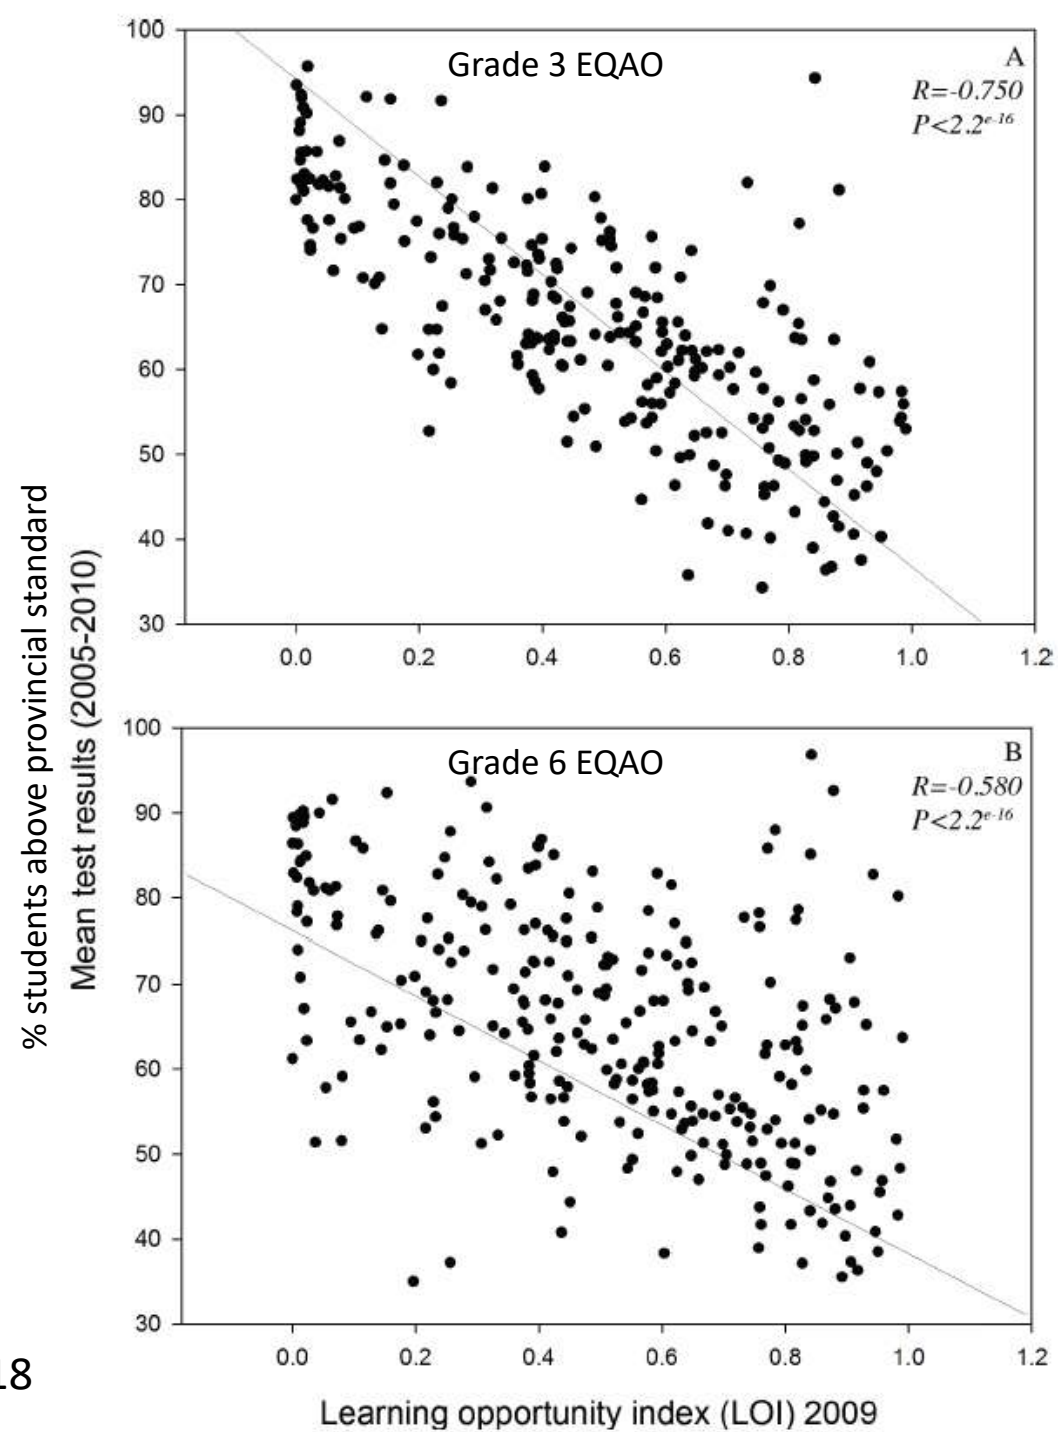 % students above provincial standard
Mean test results (2005-2010)
Grade 3 EQAO
A
R=-0.750
P<2.2e-16
100
90
80
70
60
50
40
30
0.0 0.2 0.4 0.6 0.8 1.0 1.2
Grade 6 EQAO
B
R=-0.580
P<2.2e-16
100
90
80
70
60
50
40
30
0.0 0.2 0.4 0.6 0.8 1.0 1.2
Learning opportunity index (LOI) 2009
18